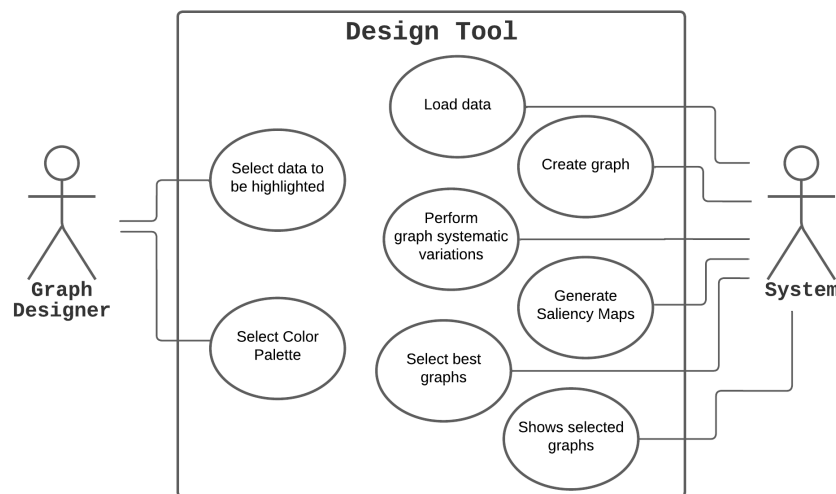 Design Tool
Load data
Select data to
be highlighted
Create graph
Perform
graph systematic
variations
Graph
Designer
System
Generate
Saliency Maps
Select Color
Palette
Select best
graphs
Shows selected
graphs